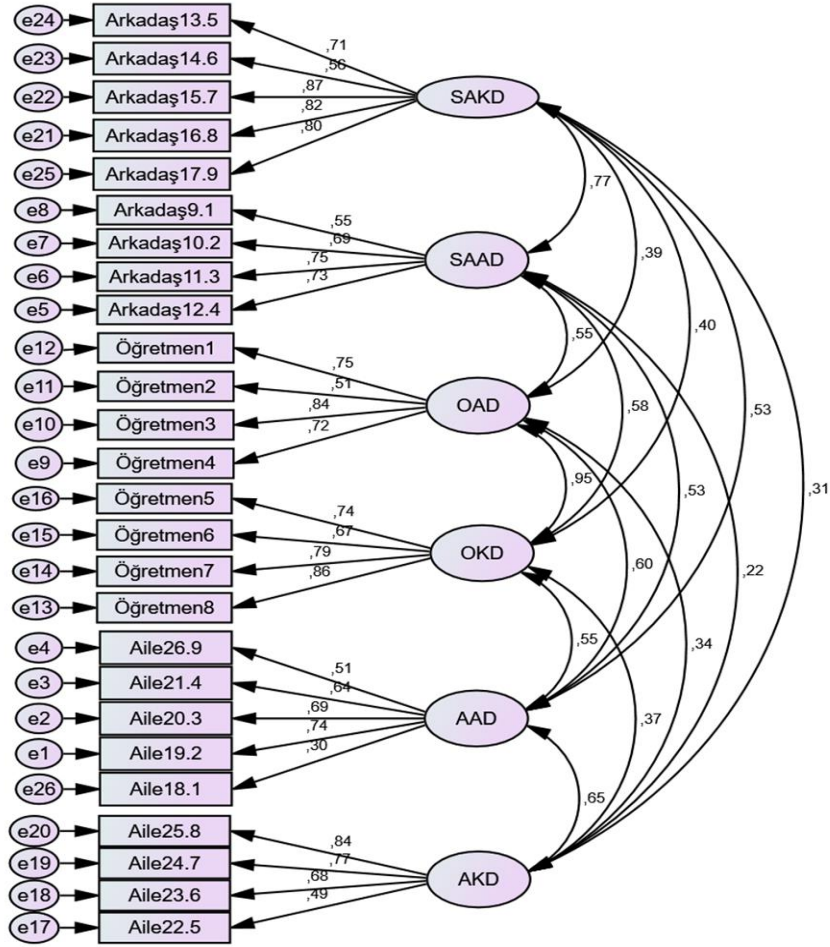 e24 Arkadaş13.5 ,71
e23 Arkadaş14.6 ,56
e22 Arkadaş15.7 ,87 SAKD
e21 Arkadaş16.8 ,82
e25 Arkadaş17.9 ,80
,77
e8 Arkadaş9.1 ,55
e7 Arkadaş10.2 ,69
,39
e6 Arkadaş11.3 ,75 SAAD
e5 Arkadaş12.4 ,73
,40
,55
e12 Öğretmen1 ,75
e11 Öğretmen2 ,51
e10 Öğretmen3 ,84 OAD ,58 ,53
e9 Öğretmen4 ,72
,95 ,53 ,31
e16 Öğretmen5 ,74
e15 Öğretmen6 ,67
e14 Öğretmen7 ,79 OKD ,60 ,22
e13 Öğretmen8 ,86
,55 ,34
e4 Aile26.9 ,51
e3 Aile21.4 ,64
e2 Aile20.3 ,69 AAD ,37
e1 Aile19.2 ,74
e26 Aile18.1 ,30
,65
e20 Aile25.8 ,84
e19 Aile24.7 ,77
e18 Aile23.6 ,68 AKD
e17 Aile22.5 ,49